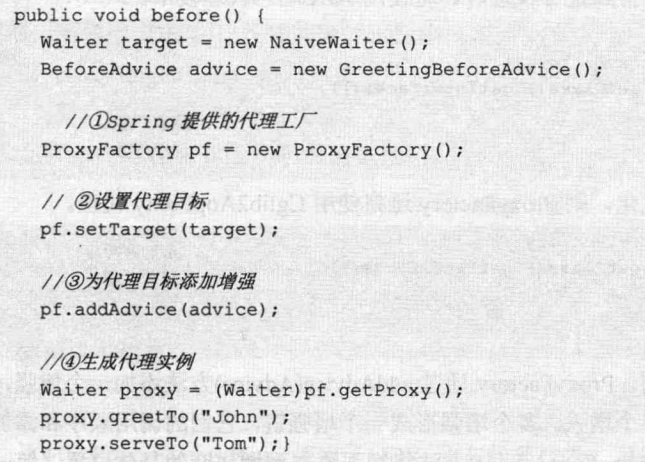 public void before() {
Waiter target = new NaiveWaiter();
BeforeAdvice advice = new GreetingBeforeAdvice();
//①Spring 提供的代理工厂
ProxyFactory pf = new ProxyFactory();
// ②设置代理目标
pf.setTarget(target);
//③为代理目标添加增强
pf.addAdvice(advice);
//④生成代理实例
Waiter proxy = (Waiter)pf.getProxy();
proxy.greetTo("John");
proxy.serveTo("Tom");}